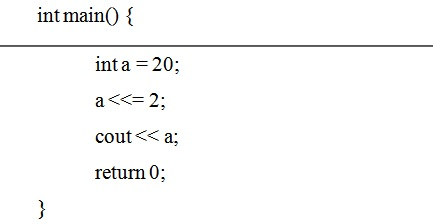 int main() {
int a = 20;
a <<= 2;
cout << a;
return 0;
}